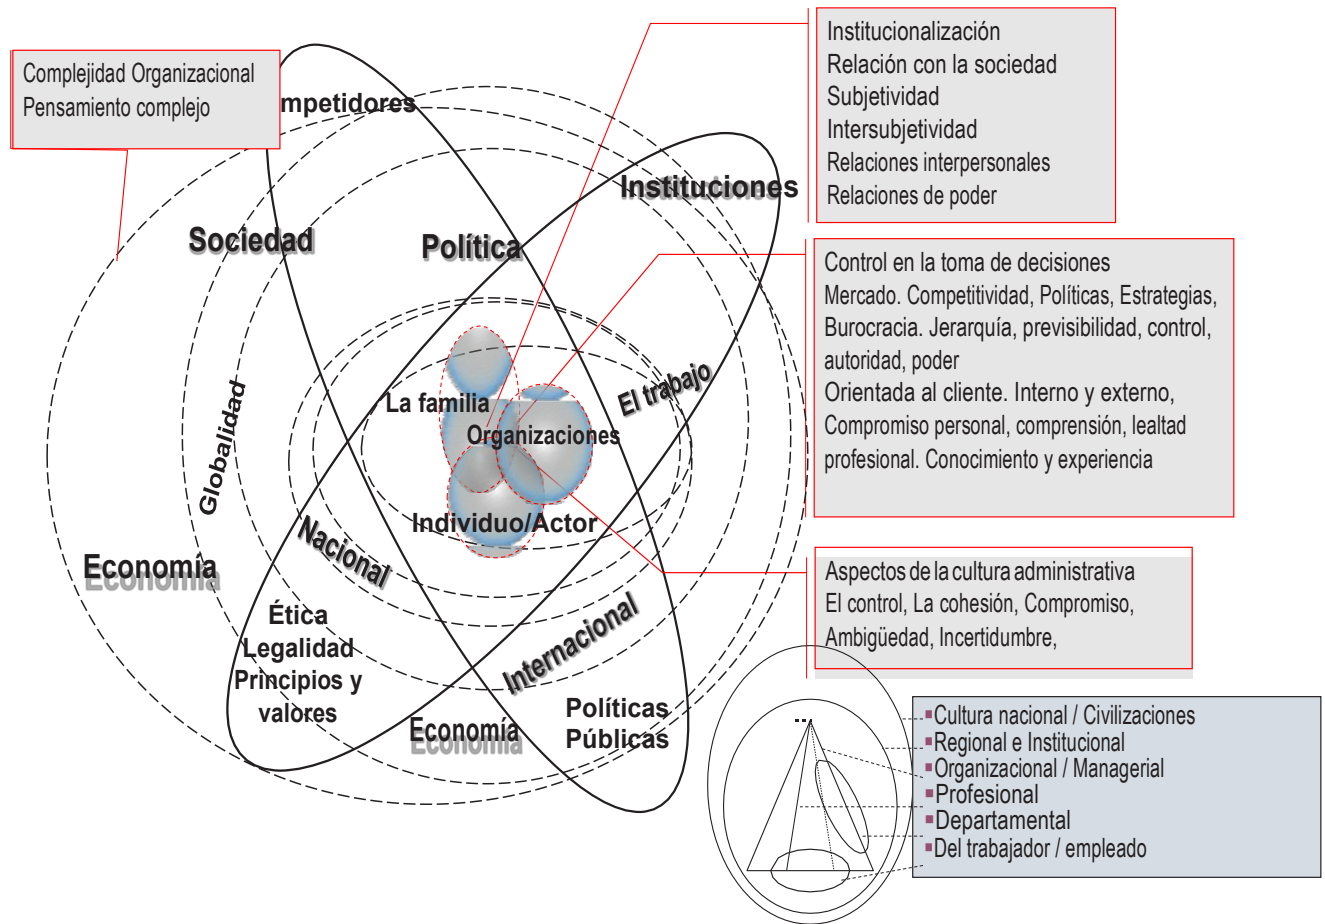 Complejidad Organizacional
Pensamiento complejo
mpetidores
Institucionalización
Relación con la sociedad
Subjetividad
Intersubjetividad
Relaciones interpersonales
Relaciones de poder
Instituciones
Sociedad
Política
Control en la toma de decisiones
Mercado. Competitividad, Políticas, Estrategias,
Burocracia. Jerarquía, previsibilidad, control,
autoridad, poder
Orientada al cliente. Interno y externo,
Compromiso personal, comprensión, lealtad
profesional. Conocimiento y experiencia
Globalidad
La familia
El trabajo
Organizaciones
Individuo/Actor
Nacional
Economía
Ética
Legalidad
Principios y
valores
Internacional
Economía
Políticas
Públicas
Aspectos de la cultura administrativa
El control, La cohesión, Compromiso,
Ambigüedad, Incertidumbre,
Cultura nacional / Civilizaciones
Regional e Institucional
Organizacional / Managerial
Profesional
Departamental
Del trabajador / empleado